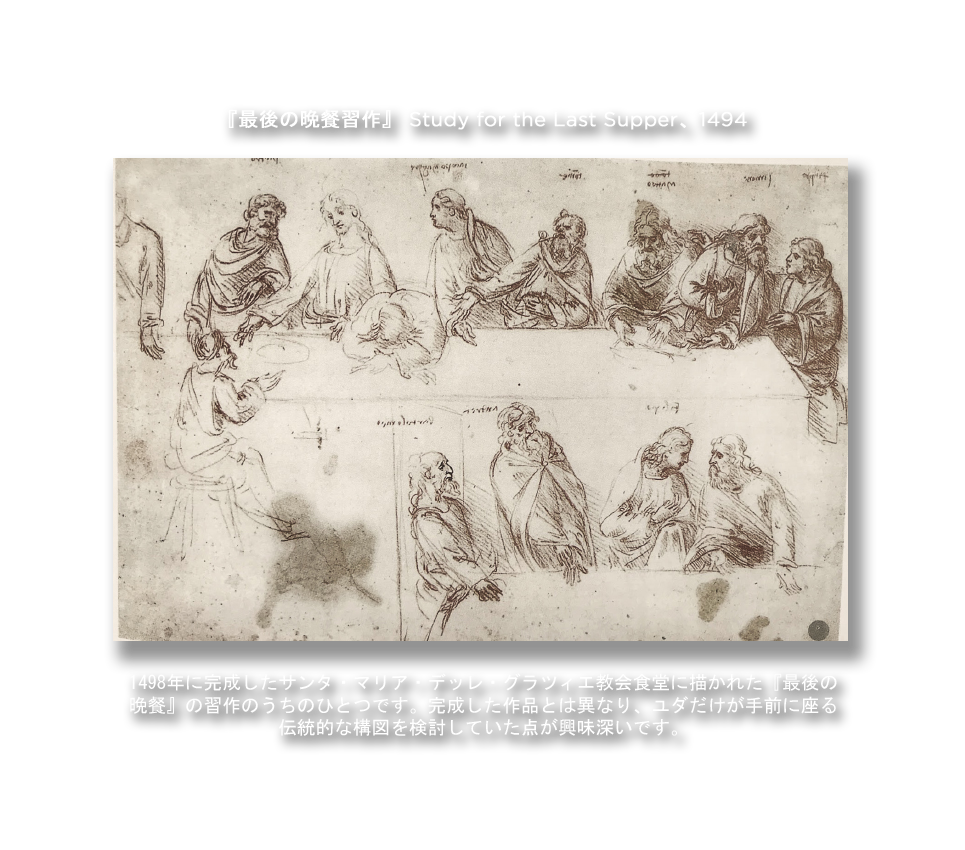 『最後の晩餐習作』 Study for the Last Supper、1494
1498年に完成したサンタ・マリア・デッレ・グラツィエ教会食堂に描かれた『最後の
晩餐』の習作のうちのひとつです。完成した作品とは異なり、ユダだけが手前に座る
伝統的な構図を検討していた点が興味深いです。